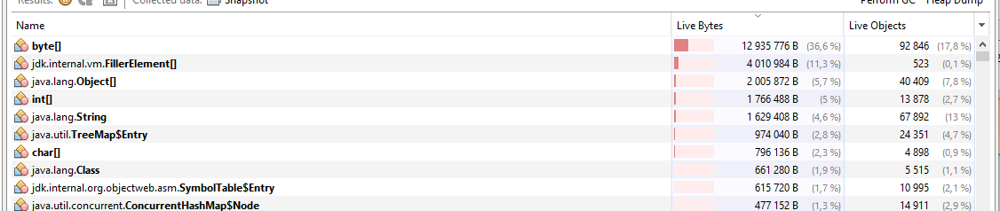 Results: Collected data: Snapshot Perform GC Heap Dump
Name Live Bytes Live Objects
byte[] 12 935 776 B (36,6 %) 92 846 (17,8 %)
jdk.internal.vm.FillerElement[] 4 010 984 B (11,3 %) 523 (0,1 %)
java.lang.Object[] 2 005 872 B (5,7 %) 40 409 (7,8 %)
int[] 1 766 488 B (5 %) 13 878 (2,7 %)
java.lang.String 1 629 408 B (4,6 %) 67 892 (13 %)
java.util.TreeMap$Entry 974 040 B (2,8 %) 24 351 (4,7 %)
char[] 796 136 B (2,3 %) 4 898 (0,9 %)
java.lang.Class 661 280 B (1,9 %) 5 515 (1,1 %)
jdk.internal.org.objectweb.asm.SymbolTable$Entry 615 720 B (1,7 %) 10 995 (2,1 %)
java.util.concurrent.ConcurrentHashMap$Node 477 152 B (1,3 %) 14 911 (2,9 %)